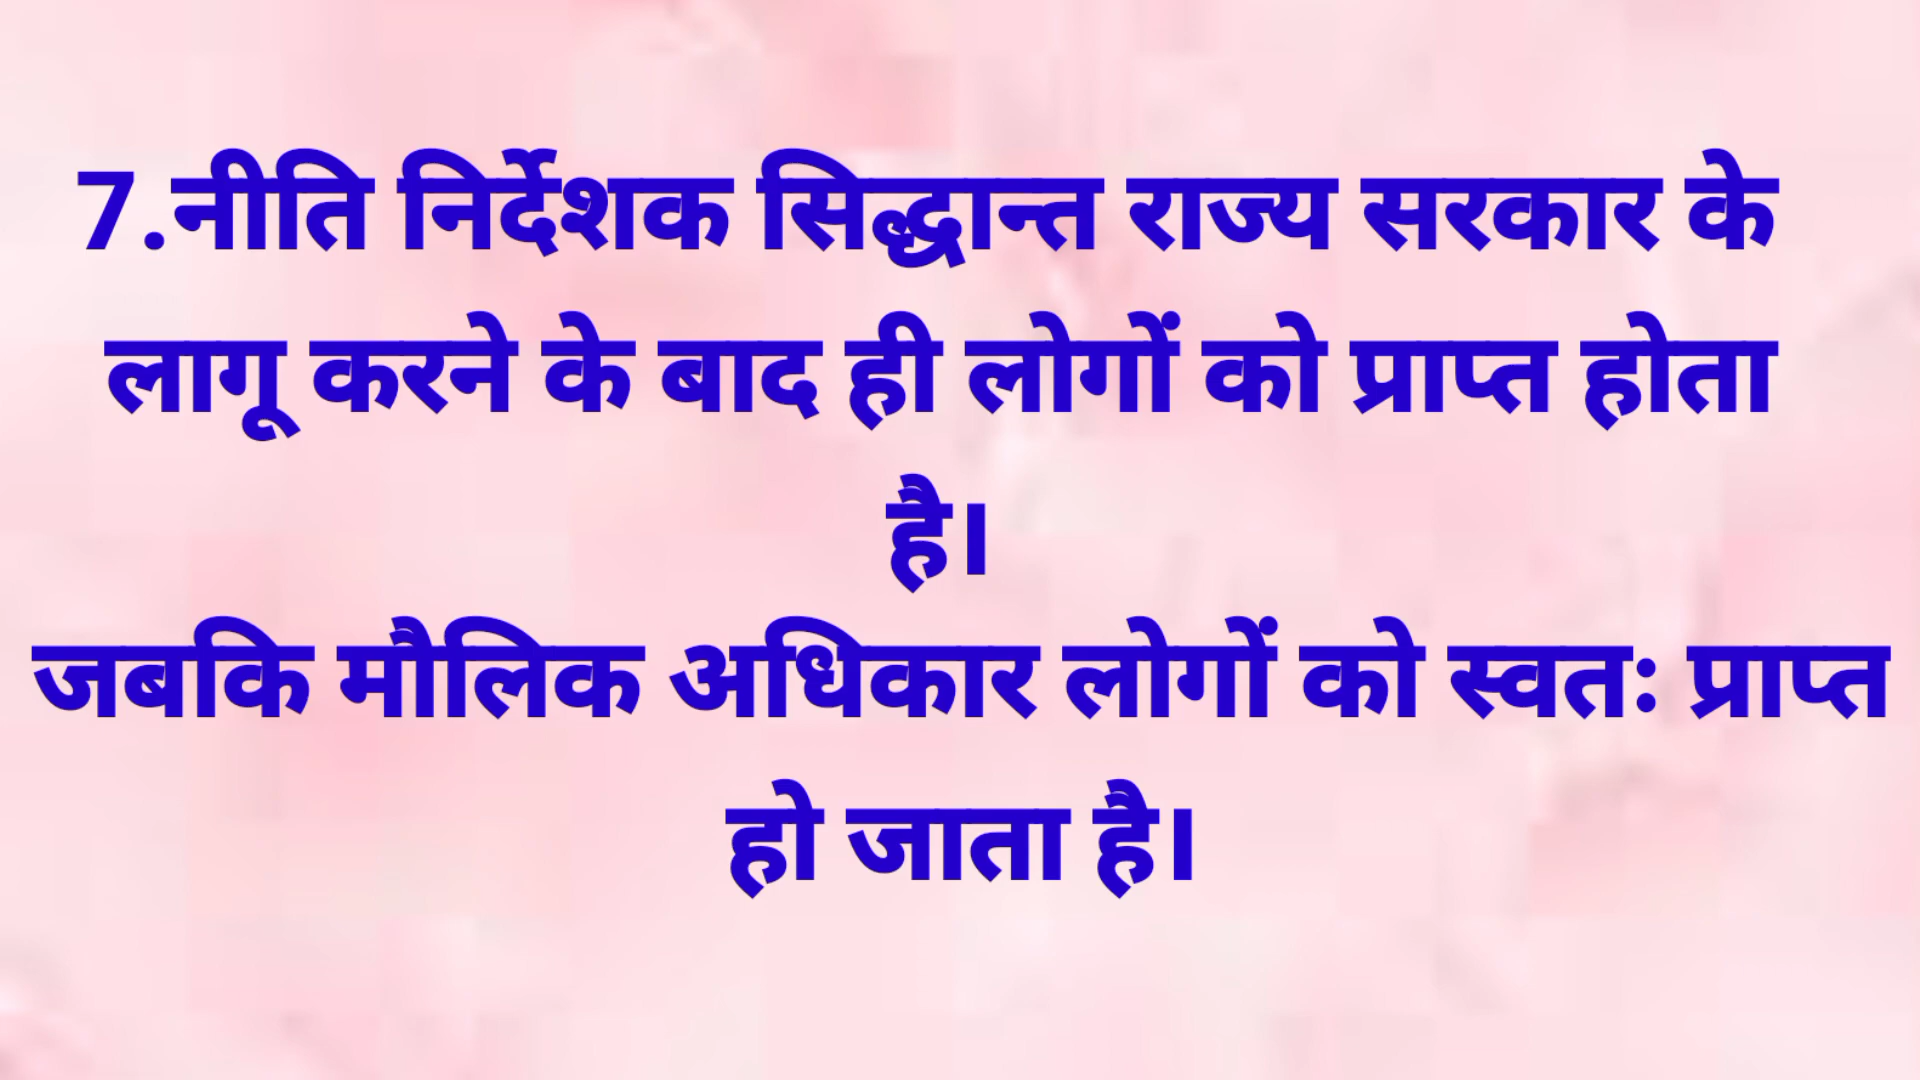 7.नीति निर्देशक सिद्धान्त राज्य सरकार के
लागू करने के बाद ही लोगों को प्राप्त होता
है।
जबकि मौलिक अधिकार लोगों को स्वतः प्राप्त
हो जाता है।